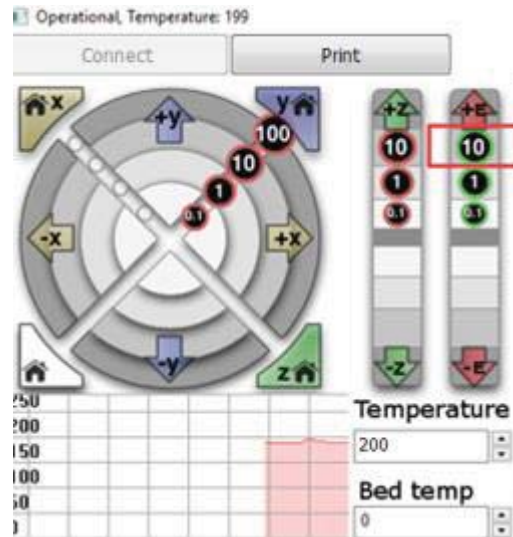 Operational, Temperature: 199
Connect Print
x +y y 100 +Z +E
10 10 10
1 1 1
0.1 0.1 0.1
-x +x
-y z -Z -E
250
200
150
100
50
0
Temperature
200
Bed temp
0